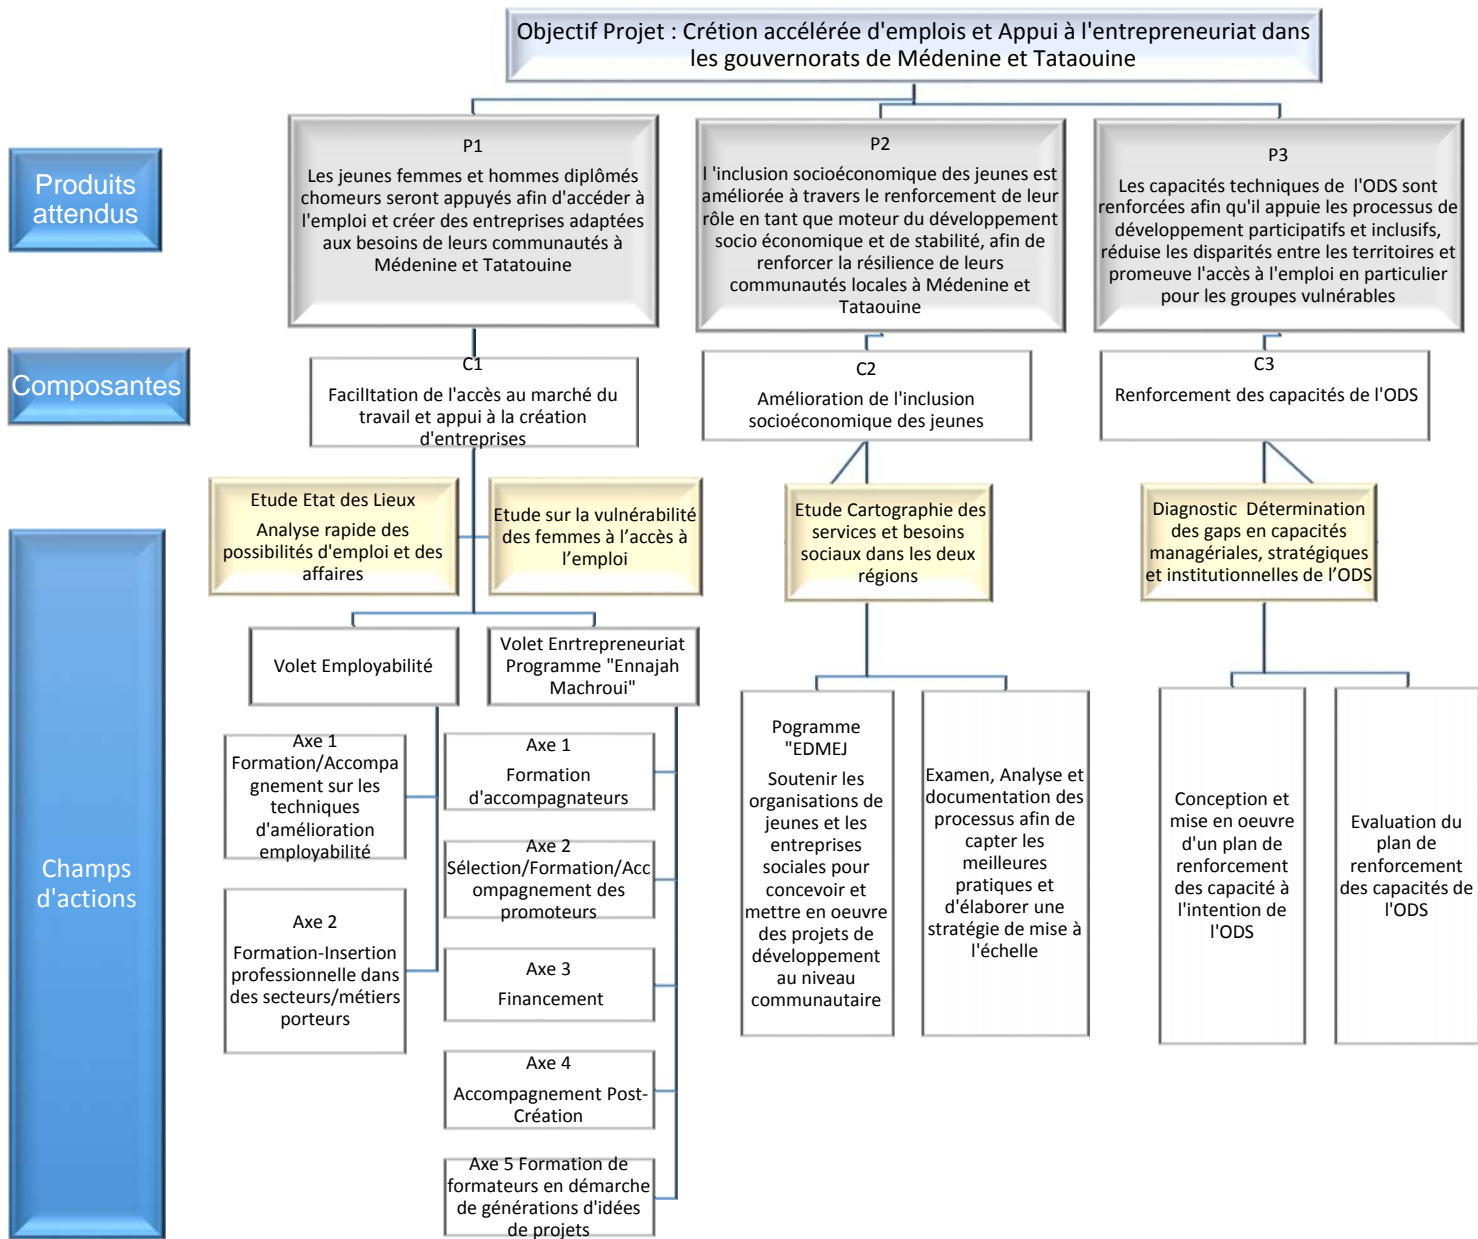 Objectif Projet : Crétion accélérée d'emplois et Appui à l'entrepreneuriat dans
les gouvernorats de Médenine et Tataouine
Produits
attendus
P1
Les jeunes femmes et hommes diplômés
chomeurs seront appuyés afin d'accéder à
l'emploi et créer des entreprises adaptées
aux besoins de leurs communautés à
Médenine et Tatatouine
P2
l 'inclusion socioéconomique des jeunes est
améliorée à travers le renforcement de leur
rôle en tant que moteur du développement
socio économique et de stabilité, afin de
renforcer la résilience de leurs
communautés locales à Médenine et
Tataouine
P3
Les capacités techniques de l'ODS sont
renforcées afin qu'il appuie les processus de
développement participatifs et inclusifs,
réduise les disparités entre les territoires et
promeuve l'accès à l'emploi en particulier
pour les groupes vulnérables
Composantes
C1
FacilItation de l'accès au marché du
travail et appui à la création
d'entreprises
C2
Amélioration de l'inclusion
socioéconomique des jeunes
C3
Renforcement des capacités de l'ODS
Champs
d'actions
Etude Etat des Lieux
Analyse rapide des
possibilités d'emploi et des
affaires
Etude sur la vulnérabilité
des femmes à l’accès à
l’emploi
Etude Cartographie des
services et besoins
sociaux dans les deux
régions
Diagnostic Détermination
des gaps en capacités
managériales, stratégiques
et institutionnelles de l’ODS
Volet Employabilité
Volet Enrtrepreneuriat
Programme "Ennajah
Machroui"
Axe 1
Formation/Accompa
gnement sur les
techniques
d'amélioration
employabilité
Axe 2
Formation-Insertion
professionnelle dans
des secteurs/métiers
porteurs
Axe 1
Formation
d'accompagnateurs
Axe 2
Sélection/Formation/Acc
ompagnement des
promoteurs
Axe 3
Financement
Axe 4
Accompagnement Post-
Création
Axe 5 Formation de
formateurs en démarche
de générations d'idées
de projets
Pogramme
"EDMEJ
Soutenir les
organisations de
jeunes et les
entreprises
sociales pour
concevoir et
mettre en oeuvre
des projets de
développement
au niveau
communautaire
Examen, Analyse et
documentation des
processus afin de
capter les
meilleures
pratiques et
d'élaborer une
stratégie de mise à
l'échelle
Conception et
mise en oeuvre
d'un plan de
renforcement
des capacité à
l'intention de
l'ODS
Evaluation du
plan de
renforcement
des capacités de
l'ODS